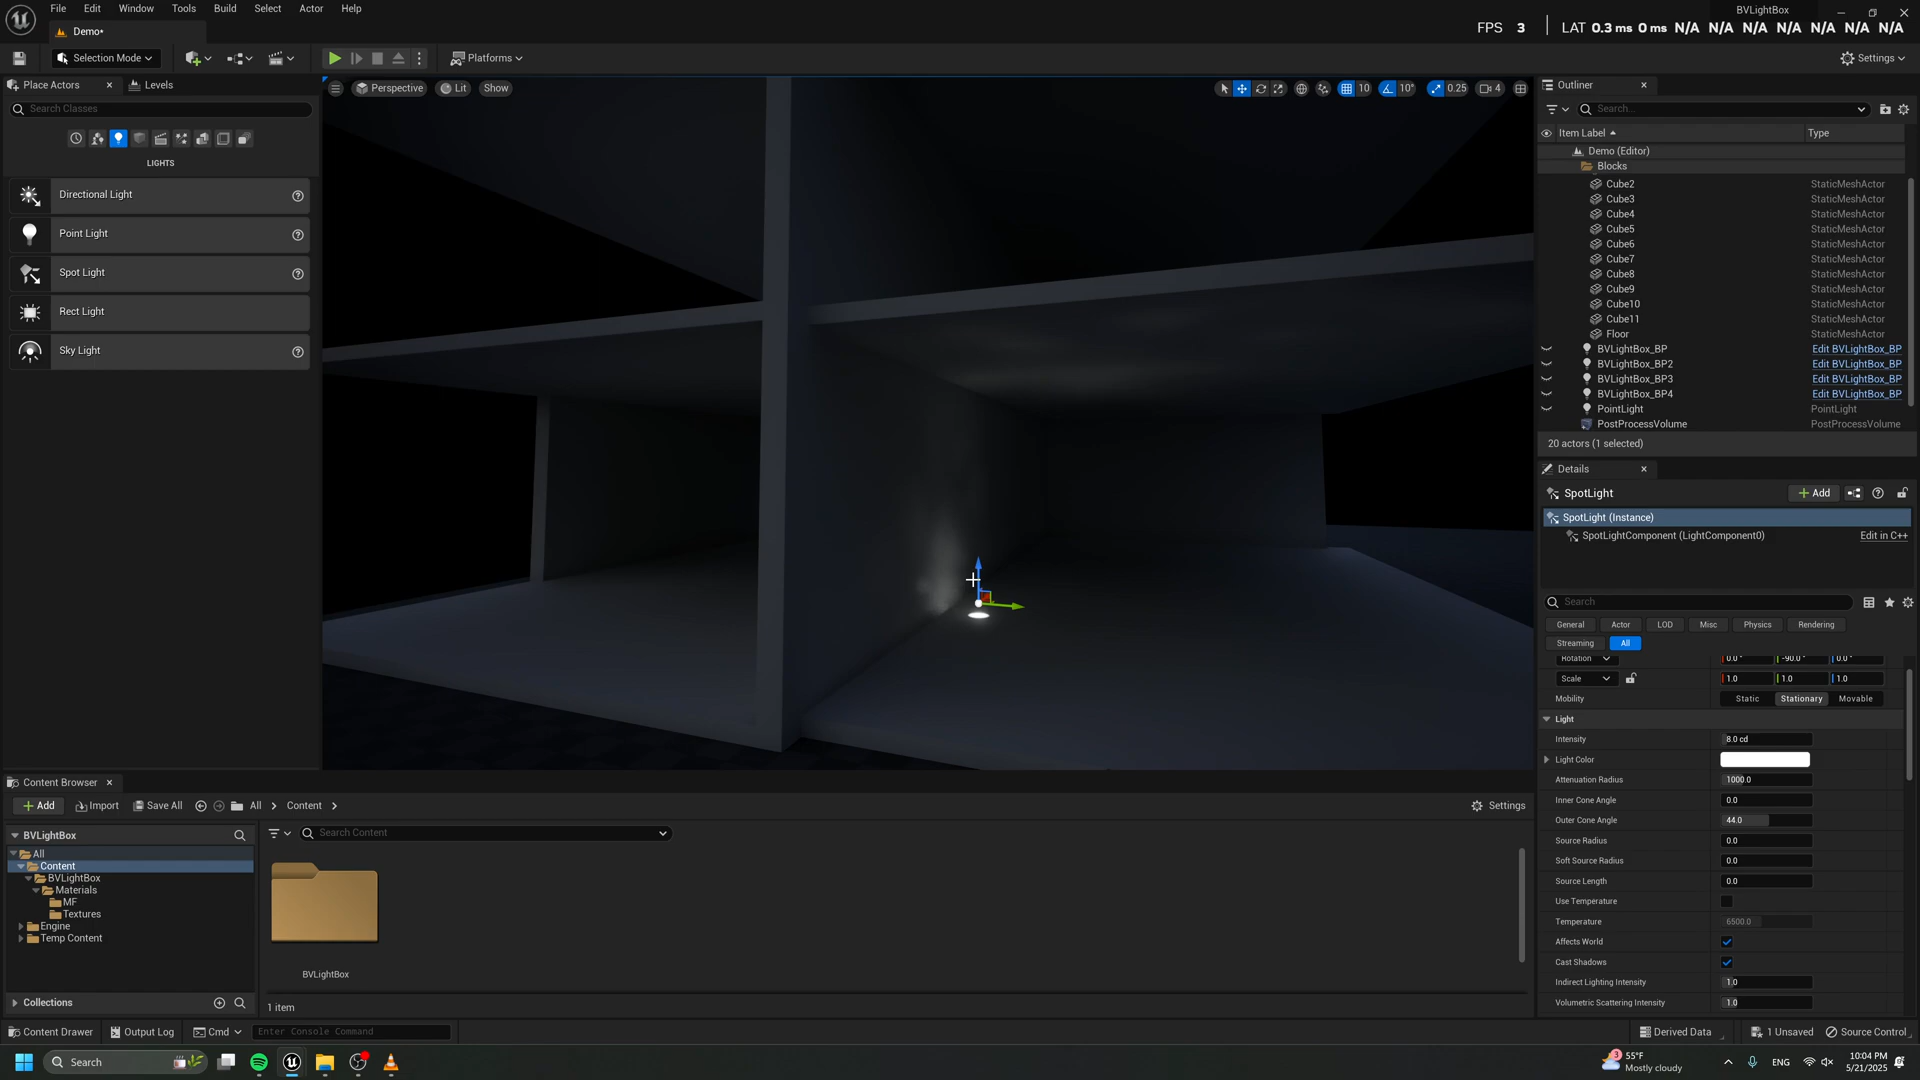 File Edit Window Tools Build Select Actor Help
BVLightBox
Demo*
FPS 3 LAT 0.3 ms 0 ms N/A N/A N/A N/A N/A N/A N/A
Selection Mode Platforms Settings
Place Actors Levels
Search Classes
LIGHTS
Directional Light
Point Light
Spot Light
Rect Light
Sky Light
Perspective Lit Show 10 10° 0.25 4
Outliner
Search...
Item Label Type
Demo (Editor)
Blocks
Cube2 StaticMeshActor
Cube3 StaticMeshActor
Cube4 StaticMeshActor
Cube5 StaticMeshActor
Cube6 StaticMeshActor
Cube7 StaticMeshActor
Cube8 StaticMeshActor
Cube9 StaticMeshActor
Cube10 StaticMeshActor
Cube11 StaticMeshActor
Floor StaticMeshActor
BVLightBox_BP Edit BVLightBox_BP
BVLightBox_BP2 Edit BVLightBox_BP
BVLightBox_BP3 Edit BVLightBox_BP
BVLightBox_BP4 Edit BVLightBox_BP
PointLight PointLight
PostProcessVolume PostProcessVolume
20 actors (1 selected)
Details
SpotLight Add
SpotLight (Instance)
SpotLightComponent (LightComponent0) Edit in C++
Search
General Actor LOD Misc Physics Rendering
Streaming All
Rotation 0.0° -90.0° 0.0°
Scale 1.0 1.0 1.0
Mobility Static Stationary Movable
Light
Intensity 8.0 cd
Light Color
Attenuation Radius 1000.0
Inner Cone Angle 0.0
Outer Cone Angle 44.0
Source Radius 0.0
Soft Source Radius 0.0
Source Length 0.0
Use Temperature
Temperature 6500.0
Affects World
Cast Shadows
Indirect Lighting Intensity 1.0
Volumetric Scattering Intensity 1.0
Content Browser
Add Import Save All All Content Settings
BVLightBox
Search Content
All
Content
BVLightBox
Materials
MF
Textures
Engine
Temp Content
BVLightBox
Collections
1 item
Content Drawer Output Log Cmd Enter Console Command Derived Data 1 Unsaved Source Control
Search
3
55°F
Mostly cloudy
ENG
10:04 PM
5/21/2025